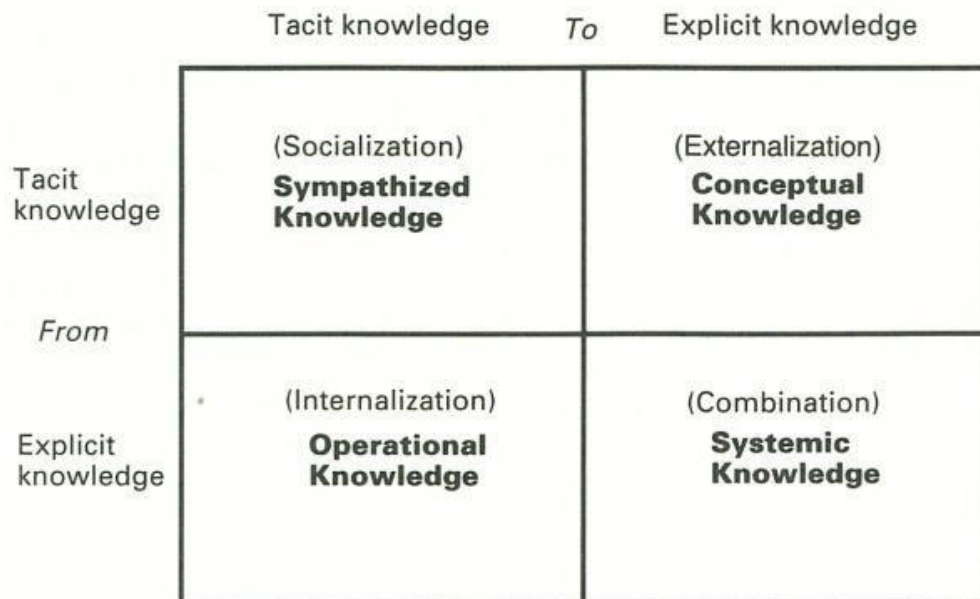 Tacit knowledge To Explicit knowledge
Tacit
knowledge
(Socialization)
Sympathized
Knowledge
(Externalization)
Conceptual
Knowledge
From
Explicit
knowledge
(Internalization)
Operational
Knowledge
(Combination)
Systemic
Knowledge